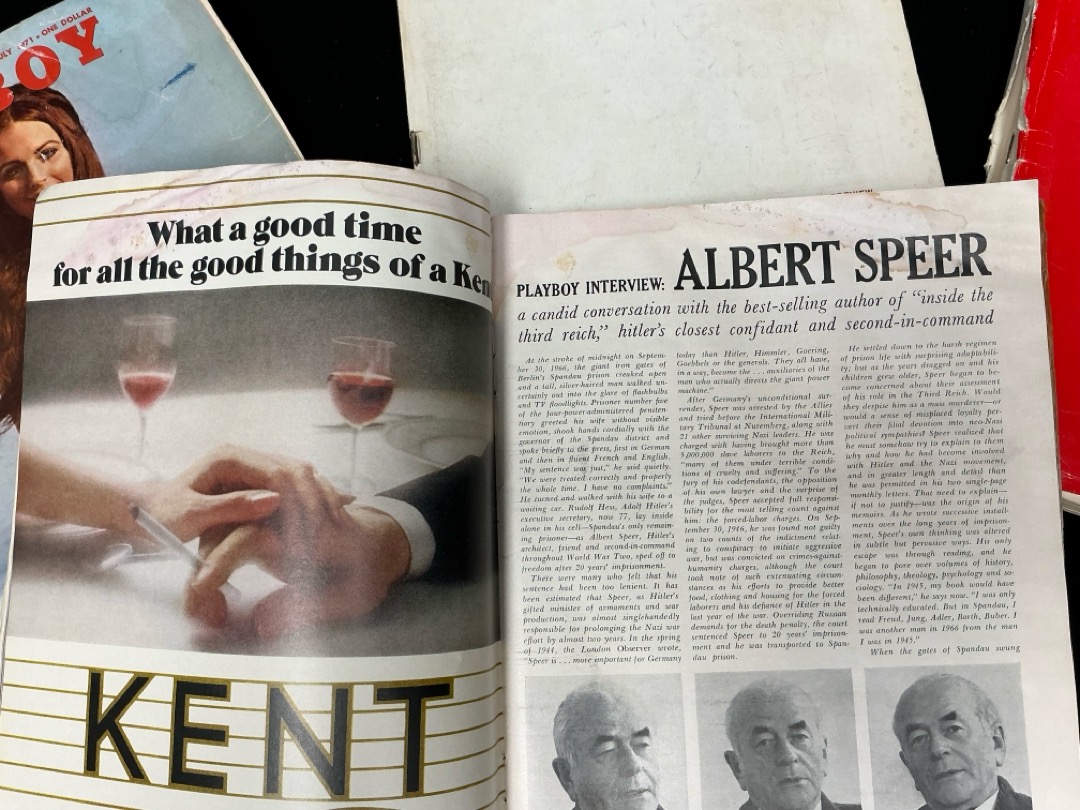 JULY 1971 • ONE DOLLAR
BOY
What a good time
for all the good things of a Ken
KENT
PLAYBOY INTERVIEW: ALBERT SPEER
a candid conversation with the best-selling author of “inside the
third reich,” hitler’s closest confidant and second-in-command
At the stroke of midnight on Septem-
ber 30, 1966, the giant iron gates of
Berlin's Spandau prison creaked open
and a tall, silver-haired man walked un-
certainly out into the glare of flashbulbs
and TV floodlights. Prisoner number five
of the four-power-administered peniten-
tiary greeted his wife without visible
emotion, shook hands cordially with the
governor of the Spandau district and
spoke briefly to the press, first in German
and then in fluent French and English.
"My sentence was just," he said quietly.
"We were treated correctly and properly
the whole time. I have no complaints."
He turned and walked with his wife to a
waiting car. Rudolf Hess, Adolf Hitler's
executive secretary, now 77, lay inside
alone in his cell—Spandau's only remain-
ing prisoner—as Albert Speer, Hitler's
architect, friend and second-in-command
throughout World War Two, sped off to
freedom after 20 years' imprisonment.
There were many who felt that his
sentence had been too lenient. It has
been estimated that Speer, as Hitler's
gifted minister of armaments and war
production, was almost singlehandedly
responsible for prolonging the Nazi war
effort by almost two years. In the spring
of 1944, the London Observer wrote,
"Speer is . . . more important for Germany
today than Hitler, Himmler, Goering,
Goebbels or the generals. They all have,
in a way, become the . . . auxiliaries of the
man who actually directs the giant power
machine."
After Germany's unconditional sur-
render, Speer was arrested by the Allies
and tried before the International Mili-
tary Tribunal at Nuremberg, along with
21 other surviving Nazi leaders. He was
charged with having brought more than
5,000,000 slave laborers to the Reich,
"many of them under terrible condi-
tions of cruelty and suffering." To the
fury of his codefendants, the opposition
of his own lawyer and the surprise of
the judges, Speer accepted full responsi-
bility for the most telling count against
him: the forced-labor charges. On Sep-
tember 30, 1946, he was found not guilty
on two counts of the indictment relat-
ing to conspiracy to initiate aggressive
war, but was convicted on crimes-against-
humanity charges, although the court
took note of such extenuating circum-
stances as his efforts to provide better
food, clothing and housing for the forced
laborers and his defiance of Hitler in the
last year of the war. Overriding Russian
demands for the death penalty, the court
sentenced Speer to 20 years' imprison-
ment and he was transported to Span-
dau prison.
He settled down to the harsh regimen
of prison life with surprising adaptabili-
ty; but as the years dragged on and his
children grew older, Speer began to be-
come concerned about their assessment
of his role in the Third Reich. Would
they despise him as a mass murderer—or
would a sense of misplaced loyalty per-
vert their filial devotion into neo-Nazi
political sympathies? Speer realized that
he must somehow try to explain to them
why and how he had become involved
with Hitler and the Nazi movement,
and in greater length and detail than
he was permitted in his two single-page
monthly letters. That need to explain—
if not to justify—was the origin of his
memoirs. As he wrote successive install-
ments over the long years of imprison-
ment, Speer's own thinking was altered
in subtle but pervasive ways. His only
escape was through reading, and he
began to pore over volumes of history,
philosophy, theology, psychology and so-
ciology. "In 1945, my book would have
been different," he says now. "I was only
technically educated. But in Spandau, I
read Freud, Jung, Adler, Barth, Buber. I
was another man in 1966 from the man
I was in 1945."
When the gates of Spandau swung